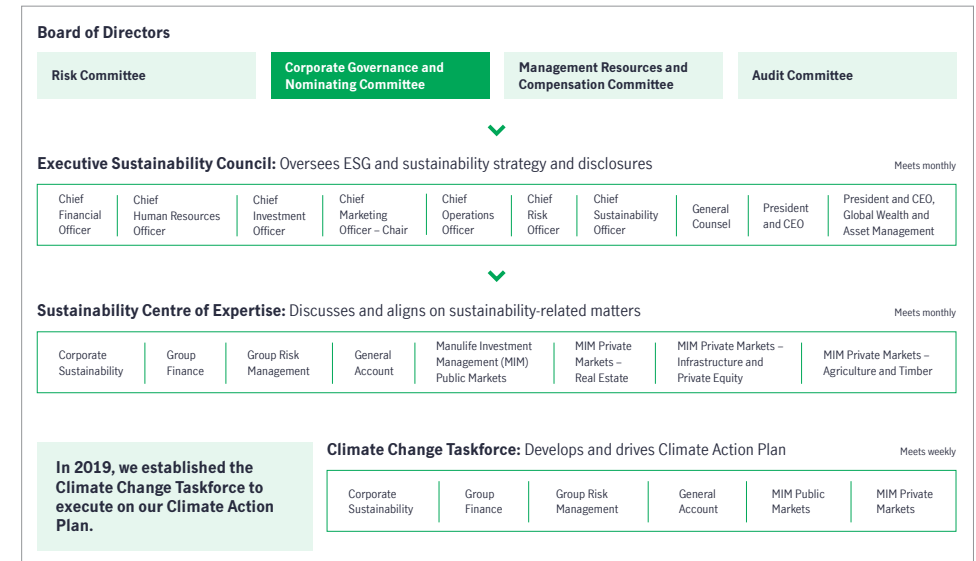 Board of Directors
Risk Committee
Corporate Governance and
Nominating Committee
Management Resources and
Compensation Committee
Audit Committee
Executive Sustainability Council: Oversees ESG and sustainability strategy and disclosures
Meets monthly
Chief
Financial
Officer
Chief
Human Resources
Officer
Chief
Investment
Officer
Chief
Marketing
Officer – Chair
Chief
Operations
Officer
Chief
Risk
Officer
Chief
Sustainability
Officer
General
Counsel
President
and CEO
President and CEO,
Global Wealth and
Asset Management
Sustainability Centre of Expertise: Discusses and aligns on sustainability-related matters
Meets monthly
Corporate
Sustainability
Group
Finance
Group Risk
Management
General
Account
Manulife Investment
Management (MIM)
Public Markets
MIM Private
Markets –
Real Estate
MIM Private Markets –
Infrastructure and
Private Equity
MIM Private Markets –
Agriculture and Timber
In 2019, we established the
Climate Change Taskforce to
execute on our Climate Action
Plan.
Climate Change Taskforce: Develops and drives Climate Action Plan
Meets weekly
Corporate
Sustainability
Group
Finance
Group Risk
Management
General
Account
MIM Public
Markets
MIM Private
Markets